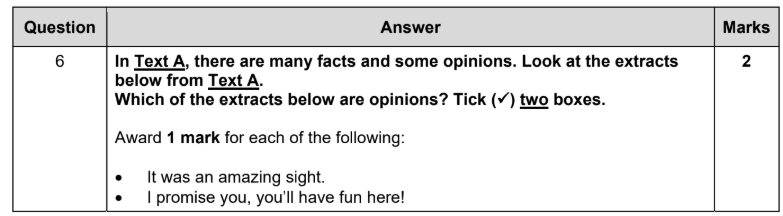 Question Answer Marks
6 In Text A, there are many facts and some opinions. Look at the extracts 2
below from Text A.
Which of the extracts below are opinions? Tick (✓) two boxes.
Award 1 mark for each of the following:
• It was an amazing sight.
• I promise you, you’ll have fun here!